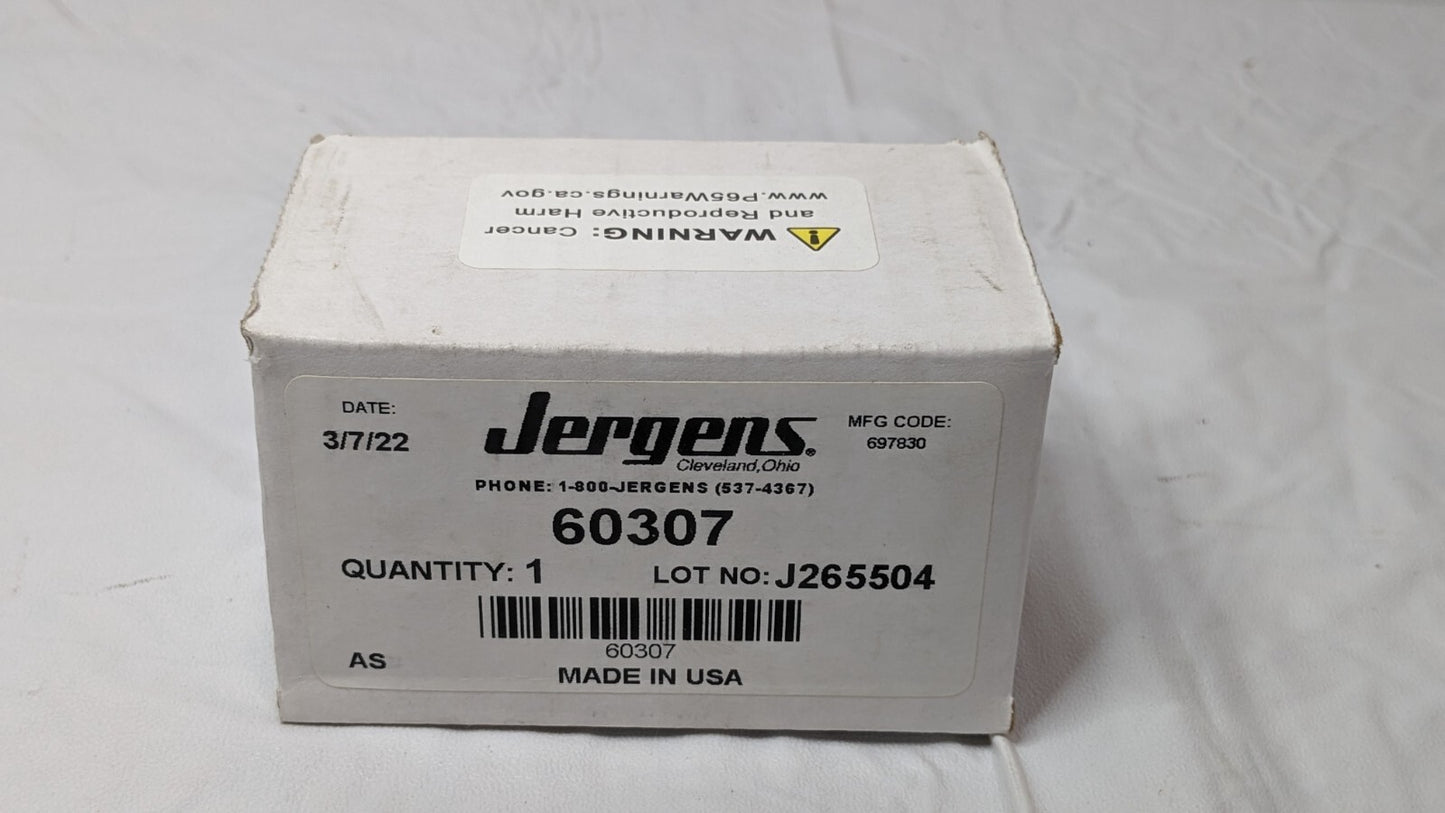 WARNING: Cancer
and Reproductive Harm
www.P65Warnings.ca.gov
DATE:
3/7/22
Jergens®
Cleveland, Ohio
MFG CODE:
697830
PHONE: 1-800-JERGENS (537-4367)
60307
QUANTITY: 1 LOT NO: J265504
60307
AS
MADE IN USA